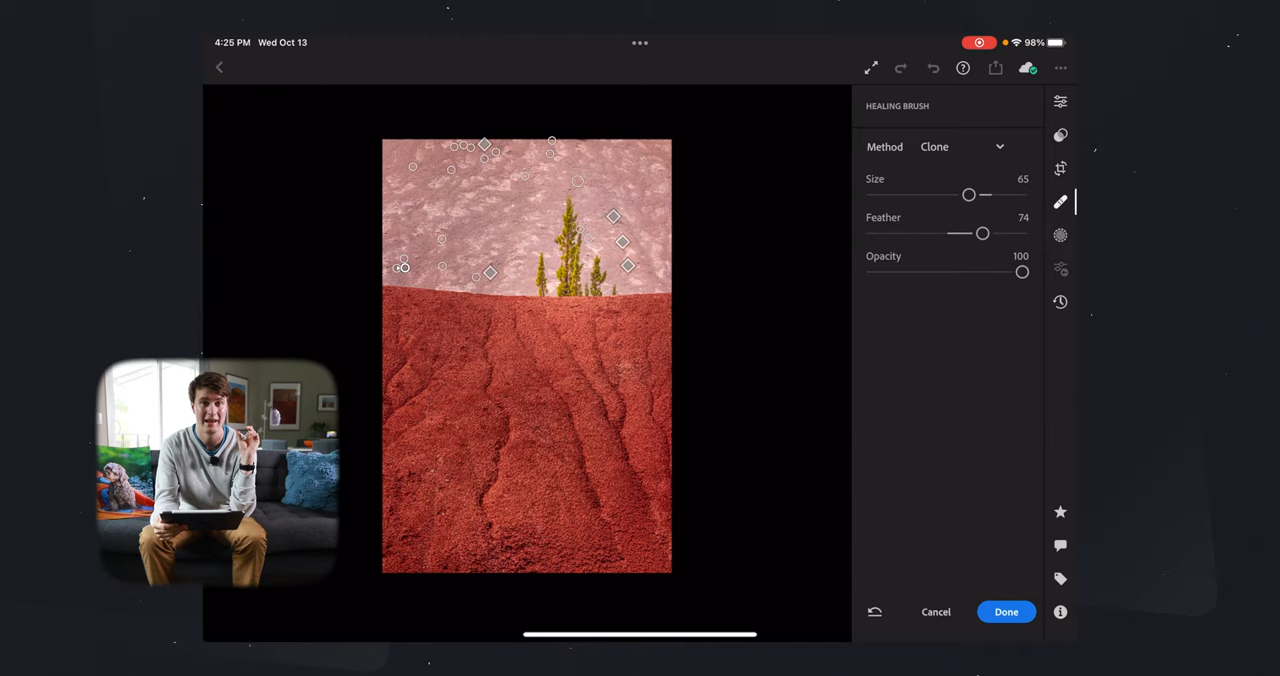 4:25 PM Wed Oct 13
98%
HEALING BRUSH
Method Clone
Size 65
Feather 74
Opacity 100
Cancel Done